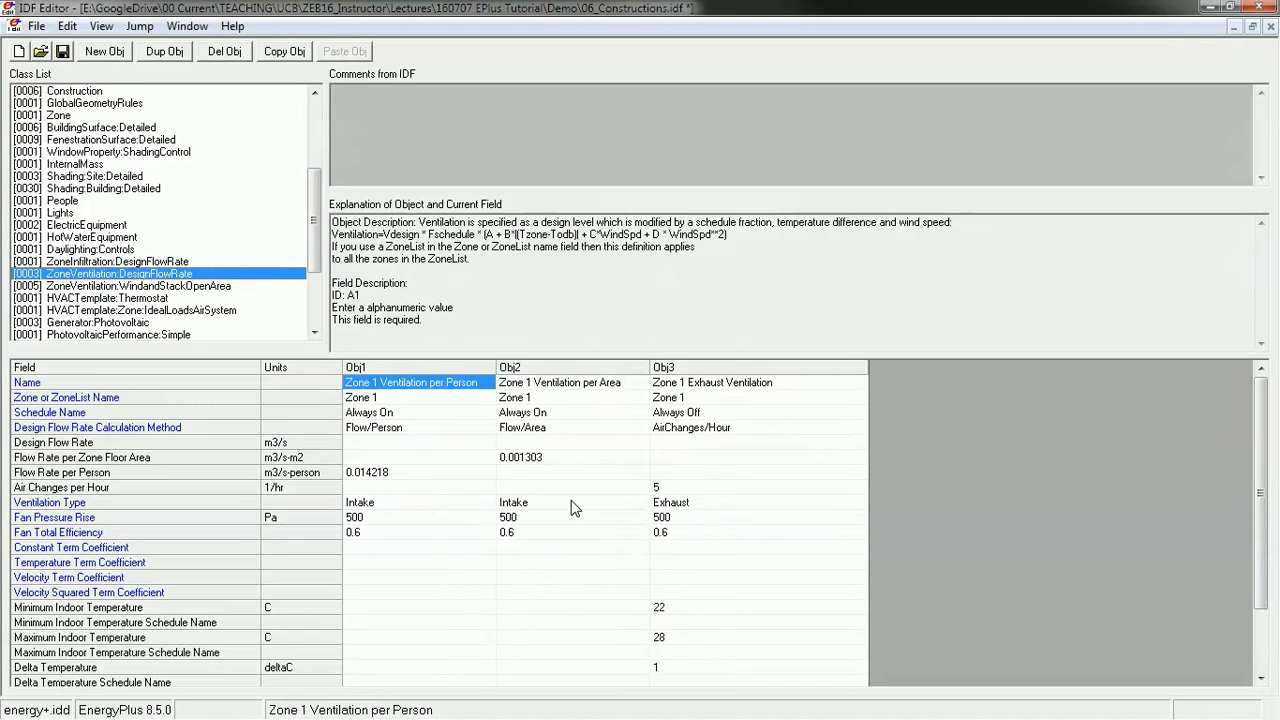 IDF Editor - [E:\GoogleDrive\00 Current\TEACHING\UCB\ZEB16_Instructor\Lectures\160707 EPlus Tutorial\Demo\06_Constructions.idf *]
File Edit View Jump Window Help
New Obj Dup Obj Del Obj Copy Obj Paste Obj
Class List
Comments from IDF
[0006] Construction
[0001] GlobalGeometryRules
[0001] Zone
[0006] BuildingSurface:Detailed
[0009] FenestrationSurface:Detailed
[0001] WindowProperty:ShadingControl
[0001] InternalMass
[0003] Shading:Site:Detailed
[0030] Shading:Building:Detailed
[0001] People
[0001] Lights
[0002] ElectricEquipment
[0001] HotWaterEquipment
[0001] Daylighting:Controls
[0001] ZoneInfiltration:DesignFlowRate
[0003] ZoneVentilation:DesignFlowRate
[0005] ZoneVentilation:WindandStackOpenArea
[0001] HVACTemplate:Thermostat
[0001] HVACTemplate:Zone:IdealLoadsAirSystem
[0003] Generator:Photovoltaic
[0001] PhotovoltaicPerformance:Simple
Explanation of Object and Current Field
Object Description: Ventilation is specified as a design level which is modified by a schedule fraction, temperature difference and wind speed:
Ventilation=Vdesign * Fschedule * (A + B*|(Tzone-Todb)| + C*WindSpd + D * WindSpd**2)
If you use a ZoneList in the Zone or ZoneList name field then this definition applies
to all the zones in the ZoneList.
Field Description:
ID: A1
Enter a alphanumeric value
This field is required.
Field Units Obj1 Obj2 Obj3
Name Zone 1 Ventilation per Person Zone 1 Ventilation per Area Zone 1 Exhaust Ventilation
Zone or ZoneList Name Zone 1 Zone 1 Zone 1
Schedule Name Always On Always On Always Off
Design Flow Rate Calculation Method Flow/Person Flow/Area AirChanges/Hour
Design Flow Rate m3/s
Flow Rate per Zone Floor Area m3/s-m2 0.001303
Flow Rate per Person m3/s-person 0.014218
Air Changes per Hour 1/hr 5
Ventilation Type Intake Intake Exhaust
Fan Pressure Rise Pa 500 500 500
Fan Total Efficiency 0.6 0.6 0.6
Constant Term Coefficient
Temperature Term Coefficient
Velocity Term Coefficient
Velocity Squared Term Coefficient
Minimum Indoor Temperature C 22
Minimum Indoor Temperature Schedule Name
Maximum Indoor Temperature C 28
Maximum Indoor Temperature Schedule Name
Delta Temperature deltaC 1
Delta Temperature Schedule Name
energy+.idd EnergyPlus 8.5.0 Zone 1 Ventilation per Person